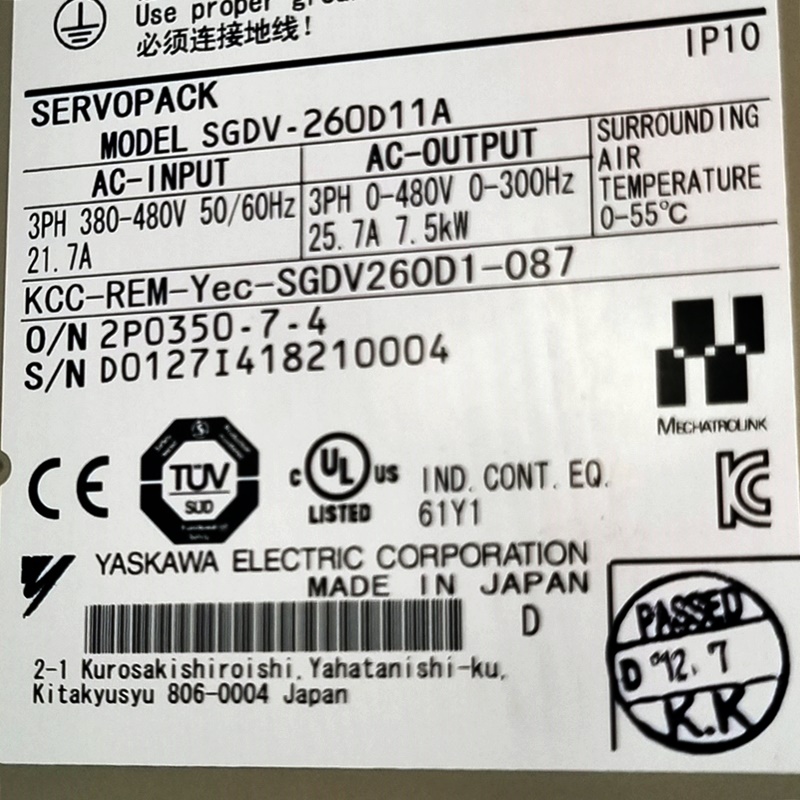 Use proper
必须连接地线!
IP10
SERVOPACK
MODEL SGDV-260D11A
AC-INPUT
3PH 380-480V 50/60Hz
21.7A
AC-OUTPUT
3PH 0-480V 0-300Hz
25.7A 7.5kW
SURROUNDING
AIR
TEMPERATURE
0-55℃
KCC-REM-Yec-SGDV260D1-087
O/N 2P0350-7-4
S/N D0127I418210004
MECHATROLINK
CE
TÜV
SÜD
c UL US
LISTED
IND. CONT. EQ.
61Y1
KC
YASKAWA ELECTRIC CORPORATION
MADE IN JAPAN
D
2-1 Kurosakishiroishi, Yahatanishi-ku,
Kitakyusyu 806-0004 Japan
PASSED
D '12. 7
K.K